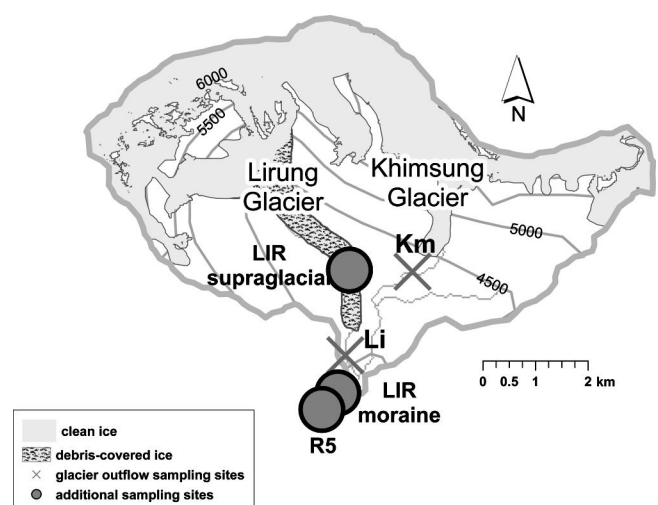 6000
5500
N
Lirung
Glacier
Khimsung
Glacier
5000
Km
LIR
supraglacial
4500
Li
0 0.5 1 2 km
LIR
moraine
R5
clean ice
debris-covered ice
glacier outflow sampling sites
additional sampling sites